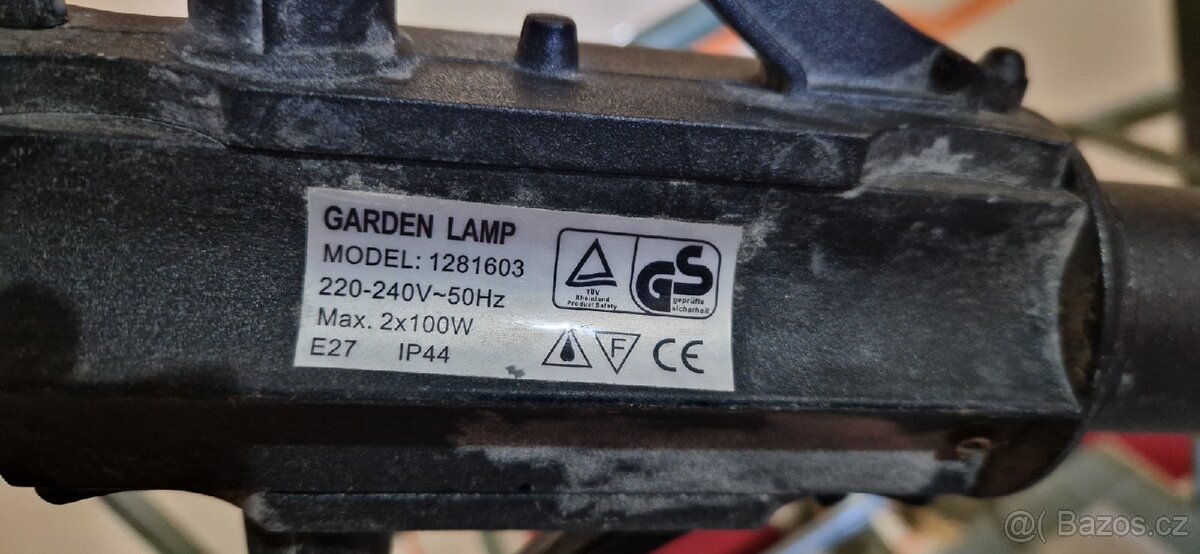 GARDEN LAMP
MODEL: 1281603
220-240V~50Hz
Max. 2x100W
E27 IP44
TÜV
Rheinland
Product Safety
GS
geprüfte
sicherheit
F
CE
@( Bazos.cz